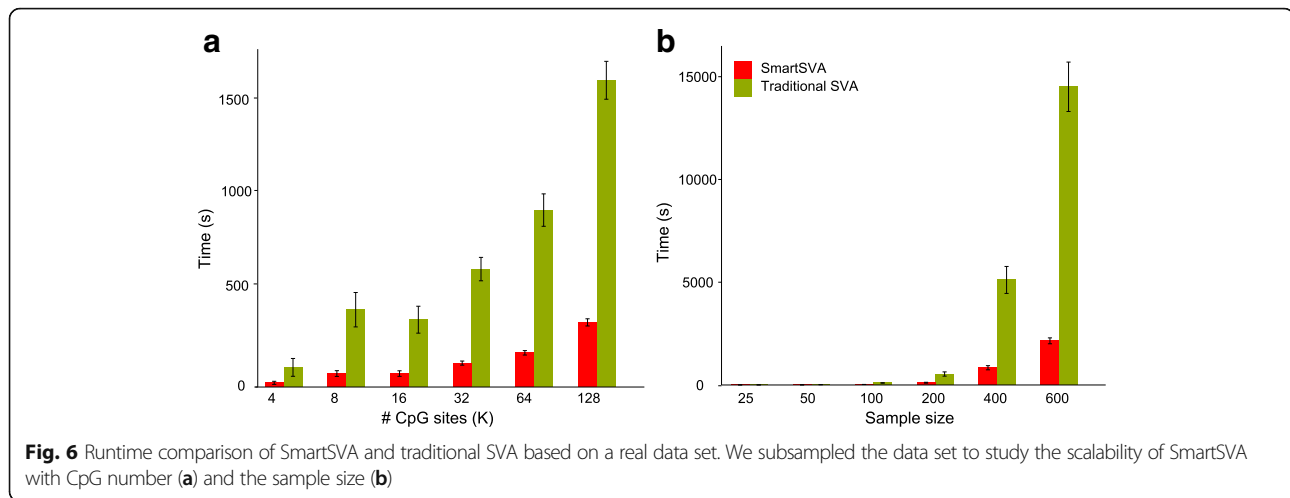 a
b
SmartSVA
Traditional SVA
Time (s)
1500
1000
500
0
4 8 16 32 64 128
# CpG sites (K)
Time (s)
15000
10000
5000
0
25 50 100 200 400 600
Sample size
Fig. 6 Runtime comparison of SmartSVA and traditional SVA based on a real data set. We subsampled the data set to study the scalability of SmartSVA
with CpG number (a) and the sample size (b)